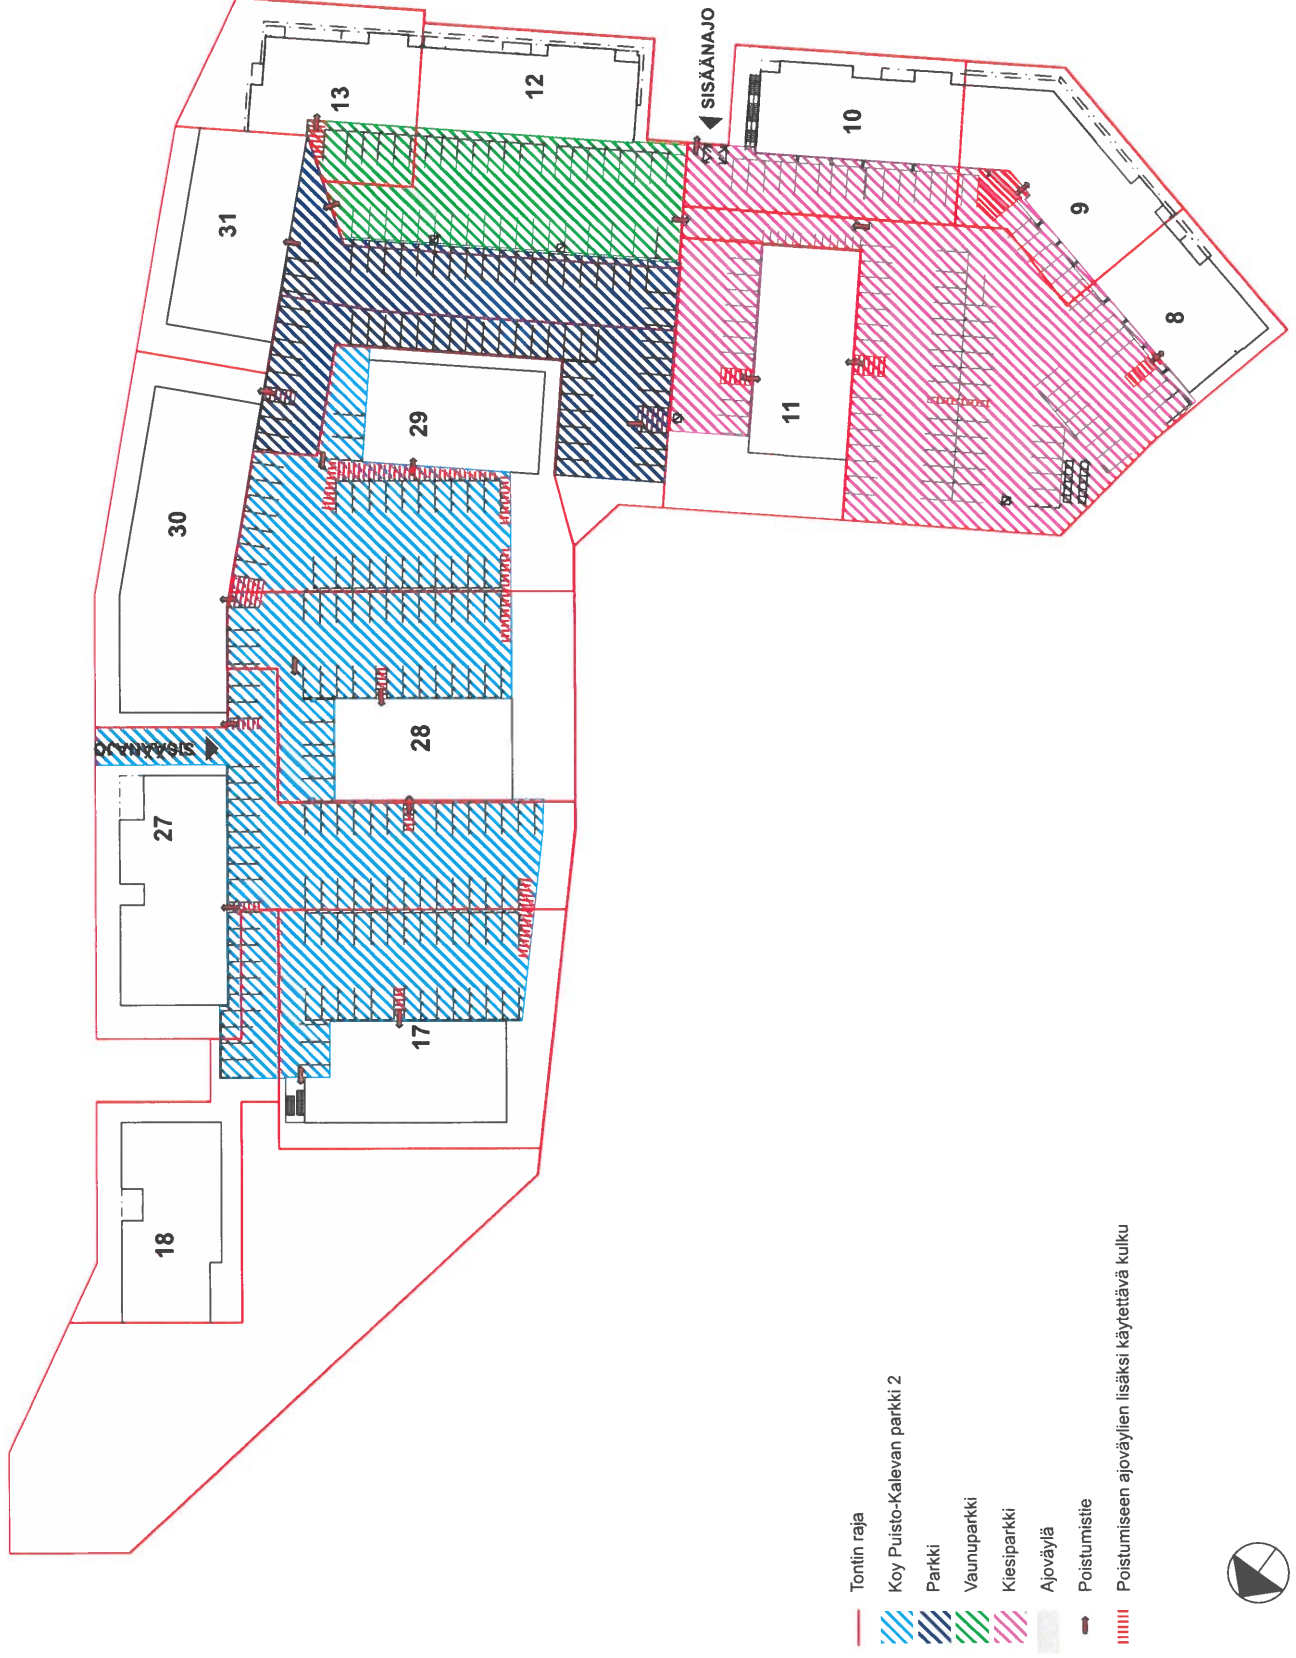 13
12
SISÄÄNAJO
10
31
9
8
11
29
30
28
SISÄÄNAJO
27
17
18
Tontin raja
Koy Puisto-Kalevan parkki 2
Parkki
Vaunuparkki
Kiesiparkki
Ajoväylä
Poistumistie
Poistumiseen ajoväylien lisäksi käytettävä kulku